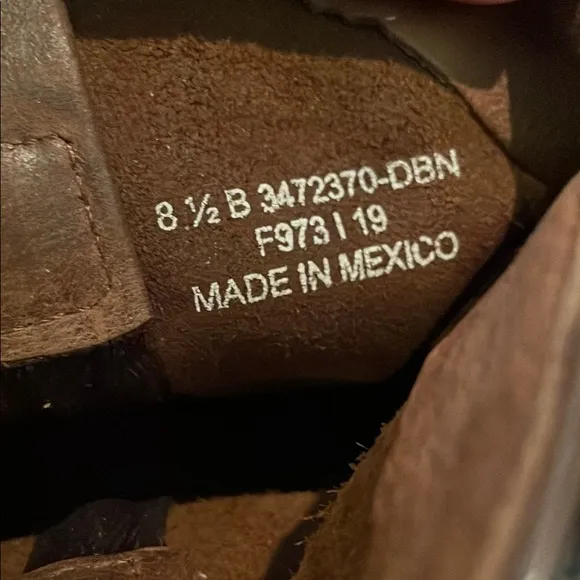 8 ½ B 3472370-DBN
F973 I 19
MADE IN MEXICO